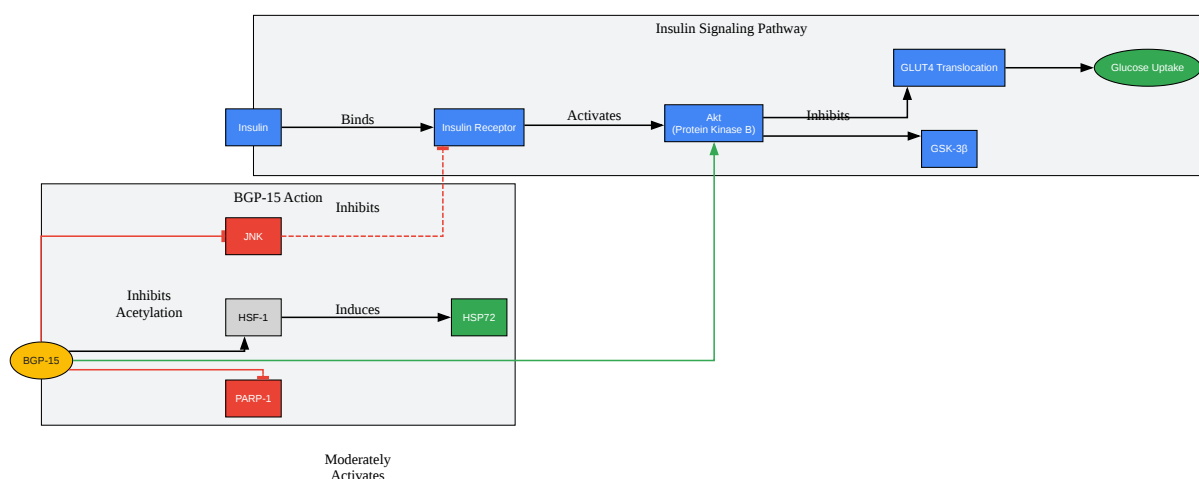 Insulin Signaling Pathway
GLUT4 Translocation
Glucose Uptake
Insulin
Binds
Insulin Receptor
Activates
Akt
(Protein Kinase B)
Inhibits
GSK-3β
BGP-15 Action
Inhibits
JNK
Inhibits
Acetylation
HSF-1
Induces
HSP72
BGP-15
PARP-1
Moderately
Activates